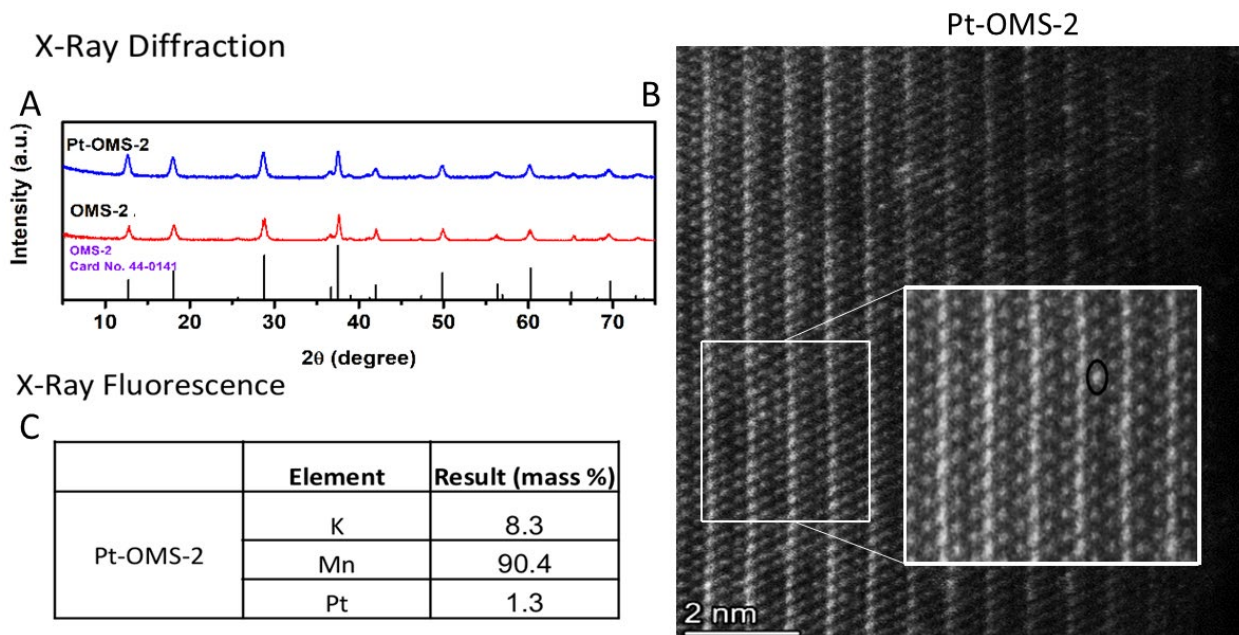 X-Ray Diffraction
A
Intensity (a.u.)
Pt-OMS-2
OMS-2
OMS-2
Card No. 44-0141
10 20 30 40 50 60 70
2θ (degree)
X-Ray Fluorescence
C
Element Result (mass %)
Pt-OMS-2
K 8.3
Mn 90.4
Pt 1.3
Pt-OMS-2
B
2 nm